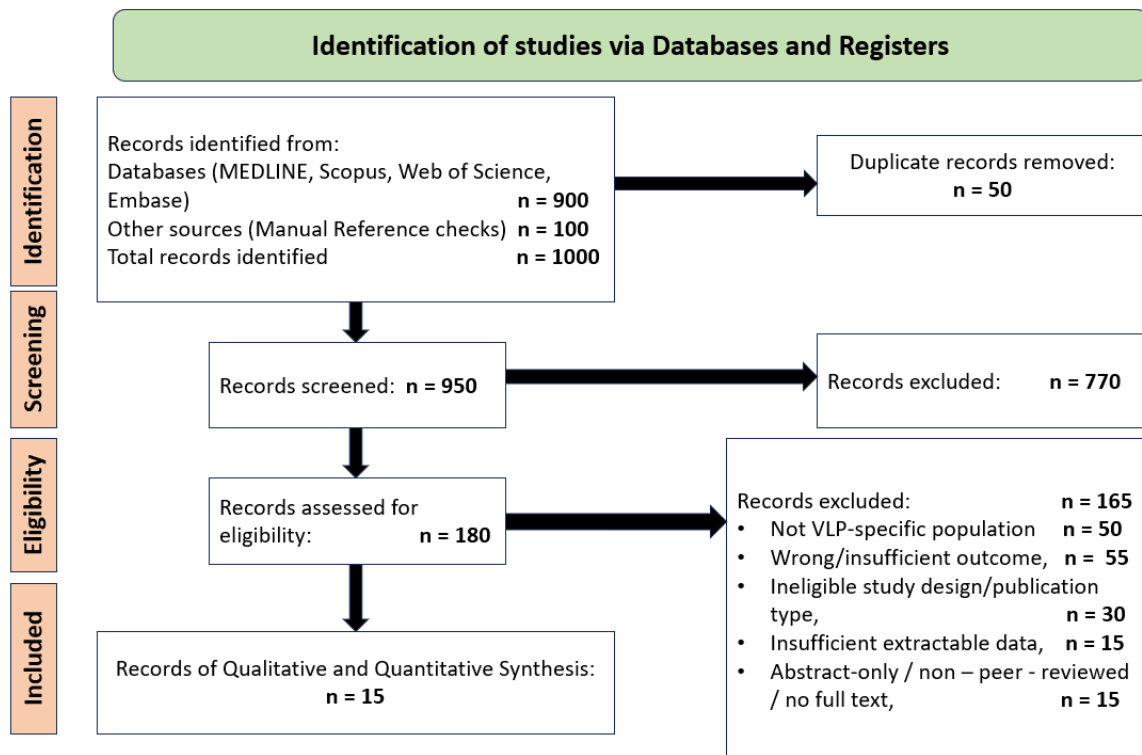 Identification of studies via Databases and Registers
Identification
Records identified from:
Databases (MEDLINE, Scopus, Web of Science,
Embase) n = 900
Other sources (Manual Reference checks) n = 100
Total records identified n = 1000
Duplicate records removed:
n = 50
Screening
Records screened: n = 950
Records excluded: n = 770
Eligibility
Records assessed for
eligibility: n = 180
Records excluded: n = 165
• Not VLP-specific population n = 50
• Wrong/insufficient outcome, n = 55
• Ineligible study design/publication
type, n = 30
• Insufficient extractable data, n = 15
• Abstract-only / non – peer - reviewed
/ no full text, n = 15
Included
Records of Qualitative and Quantitative Synthesis:
n = 15